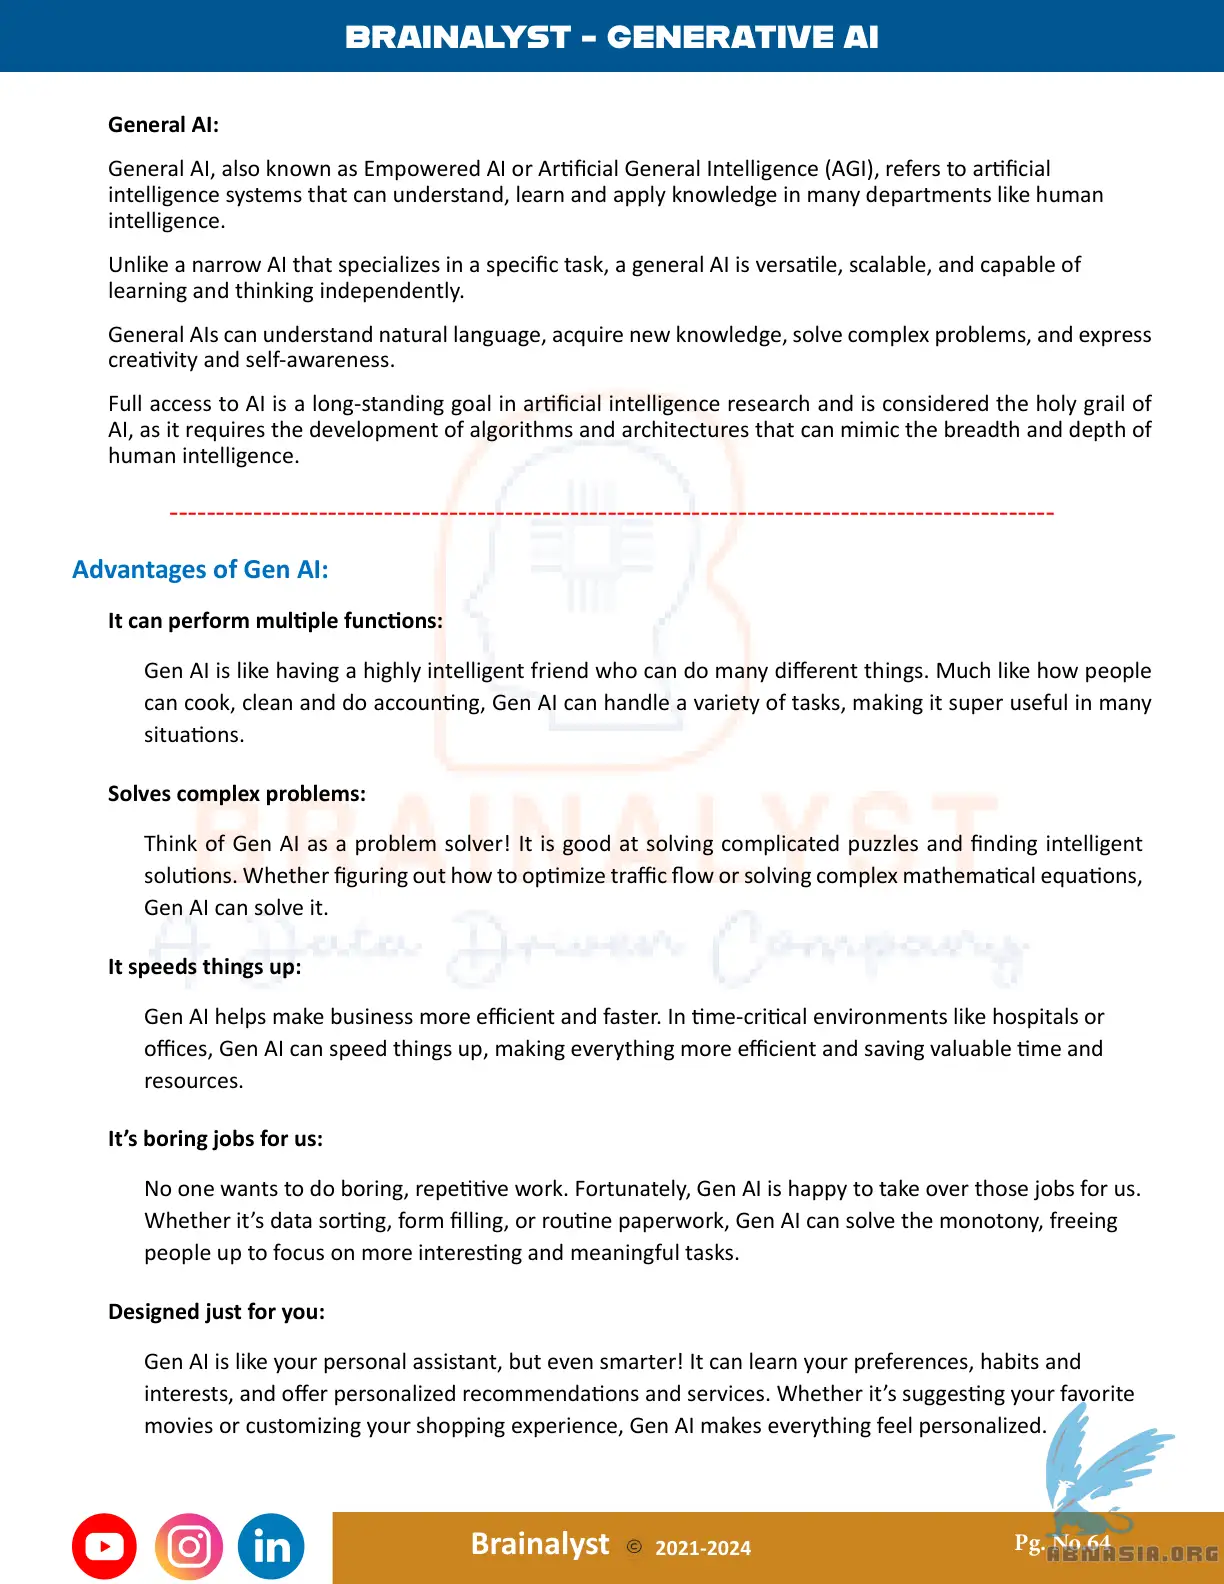 BRAINALYST - GENERATIVE AI
General AI:
General AI, also known as Empowered AI or Artificial General Intelligence (AGI), refers to artificial
intelligence systems that can understand, learn and apply knowledge in many departments like human
intelligence.
Unlike a narrow AI that specializes in a specific task, a general AI is versatile, scalable, and capable of
learning and thinking independently.
General AIs can understand natural language, acquire new knowledge, solve complex problems, and express
creativity and self-awareness.
Full access to AI is a long-standing goal in artificial intelligence research and is considered the holy grail of
AI, as it requires the development of algorithms and architectures that can mimic the breadth and depth of
human intelligence.
Advantages of Gen AI:
It can perform multiple functions:
Gen AI is like having a highly intelligent friend who can do many different things. Much like how people
can cook, clean and do accounting, Gen AI can handle a variety of tasks, making it super useful in many
situations.
Solves complex problems:
BRAINALYST
Think of Gen AI as a problem solver! It is good at solving complicated puzzles and finding intelligent
solutions. Whether figuring out how to optimize traffic flow or solving complex mathematical equations,
Gen AI can solve it.
A Data Driven Company
It speeds things up:
Gen AI helps make business more efficient and faster. In time-critical environments like hospitals or
offices, Gen AI can speed things up, making everything more efficient and saving valuable time and
resources.
It's boring jobs for us:
No one wants to do boring, repetitive work. Fortunately, Gen AI is happy to take over those jobs for us.
Whether it's data sorting, form filling, or routine paperwork, Gen AI can solve the monotony, freeing
people up to focus on more interesting and meaningful tasks.
Designed just for you:
Gen AI is like your personal assistant, but even smarter! It can learn your preferences, habits and
interests, and offer personalized recommendations and services. Whether it's suggesting your favorite
movies or customizing your shopping experience, Gen AI makes everything feel personalized.
in
Brainalyst © 2021-2024
Pg. No.64
ABNASIA.ORG